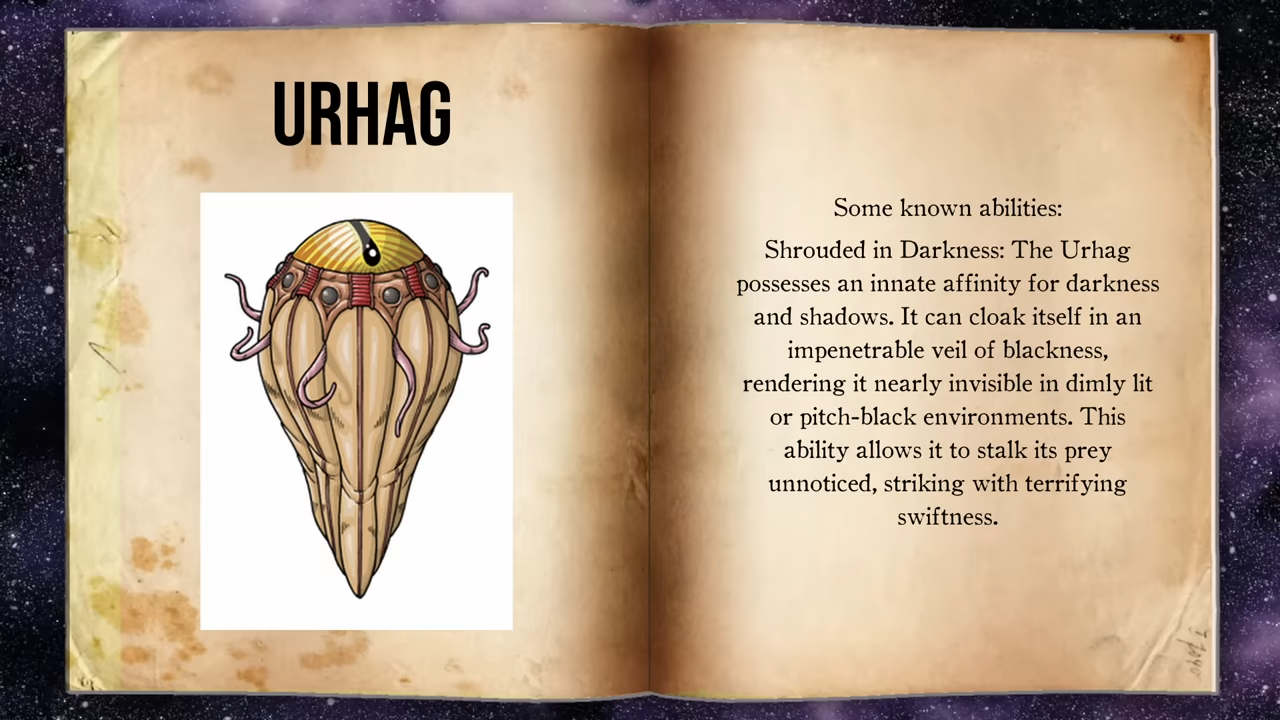 URHAG
Some known abilities:
Shrouded in Darkness: The Urhag
possesses an innate affinity for darkness
and shadows. It can cloak itself in an
impenetrable veil of blackness,
rendering it nearly invisible in dimly lit
or pitch-black environments. This
ability allows it to stalk its prey
unnoticed, striking with terrifying
swiftness.